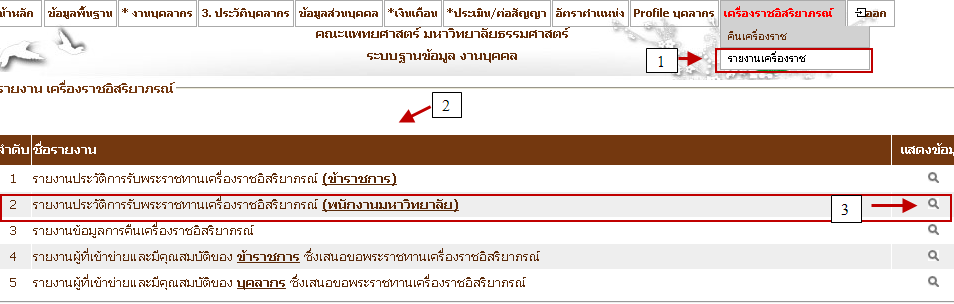 น้าหลัก ข้อมูลพื้นฐาน * งานบุคลากร 3. ประวัติบุคลากร ข้อมูลส่วนบุคคล *เงินเดือน *ประเมิน/ต่อสัญญา อัตราตำแหน่ง Profile บุคลากร เครื่องราชอิสริยาภรณ์ ออก
คณะแพทยศาสตร์ มหาวิทยาลัยธรรมศาสตร์
คืนเครื่องราช
ระบบฐานข้อมูล งานบุคคล
1 รายงานเครื่องราช
รายงาน เครื่องราชอิสริยาภรณ์
2
ลำดับ ชื่อรายงาน แสดงข้อมู
1 รายงานประวัติการรับพระราชทานเครื่องราชอิสริยาภรณ์ (ข้าราชการ)
2 รายงานประวัติการรับพระราชทานเครื่องราชอิสริยาภรณ์ (พนักงานมหาวิทยาลัย) 3
3 รายงานข้อมูลการคืนเครื่องราชอิสริยาภรณ์
4 รายงานผู้ที่เข้าข่ายและมีคุณสมบัติของ ข้าราชการ ซึ่งเสนอขอพระราชทานเครื่องราชอิสริยาภรณ์
5 รายงานผู้ที่เข้าข่ายและมีคุณสมบัติของ บุคลากร ซึ่งเสนอขอพระราชทานเครื่องราชอิสริยาภรณ์